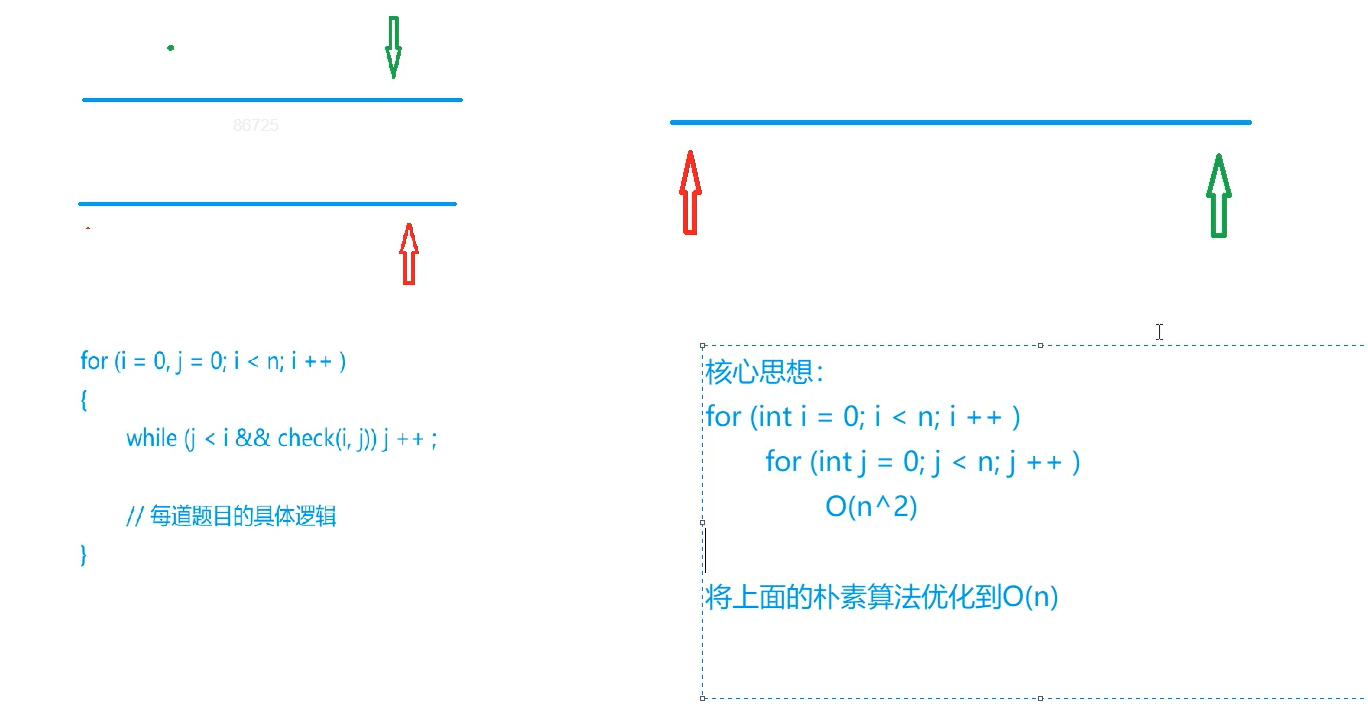 86725
for (i = 0, j = 0; i < n; i ++ )
{
while (j < i && check(i, j)) j ++ ;
// 每道题目的具体逻辑
}
核心思想：
for (int i = 0; i < n; i ++ )
for (int j = 0; j < n; j ++ )
O(n^2)
将上面的朴素算法优化到O(n)